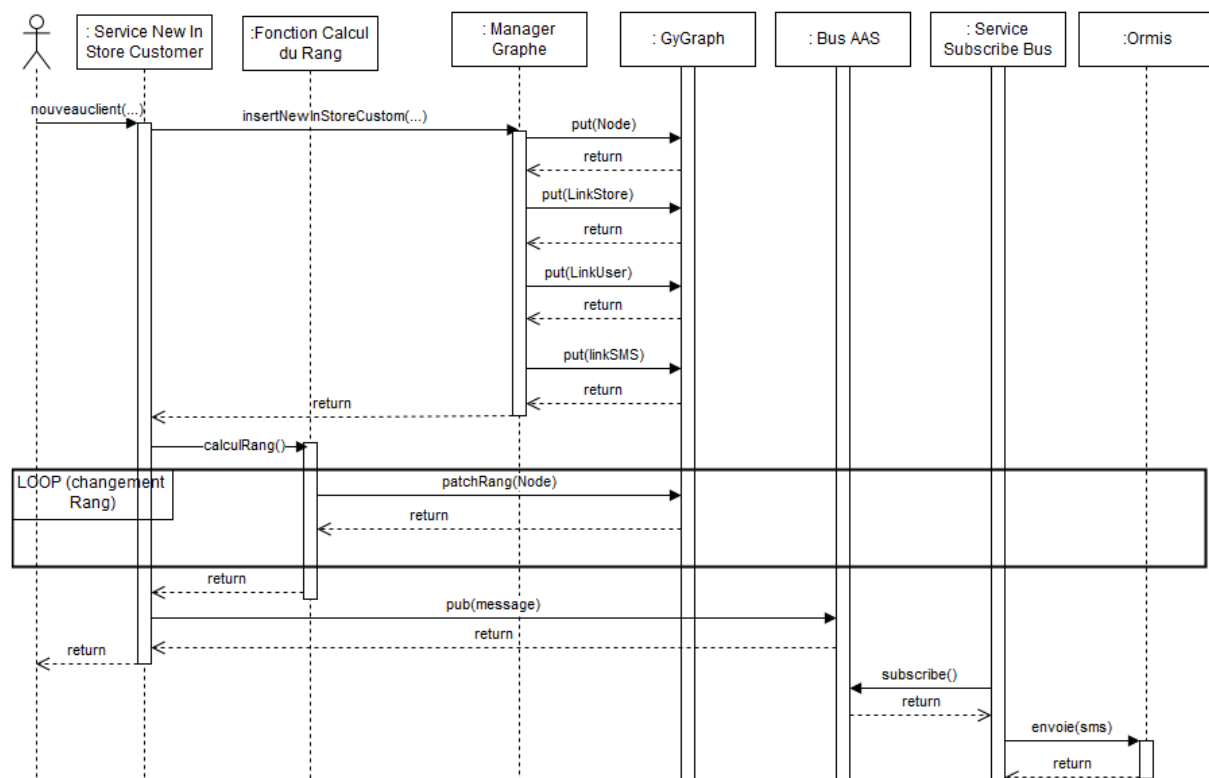 : Service New In
Store Customer
:Fonction Calcul
du Rang
: Manager
Graphe
: GyGraph
: Bus AAS
: Service
Subscribe Bus
:Ormis
nouveauclient(...)
insertNewInStoreCustom(...)
put(Node)
return
put(LinkStore)
return
put(LinkUser)
return
put(linkSMS)
return
return
calculRang()
LOOP (changement
Rang)
patchRang(Node)
return
return
pub(message)
return
return
subscribe()
return
envoie(sms)
return